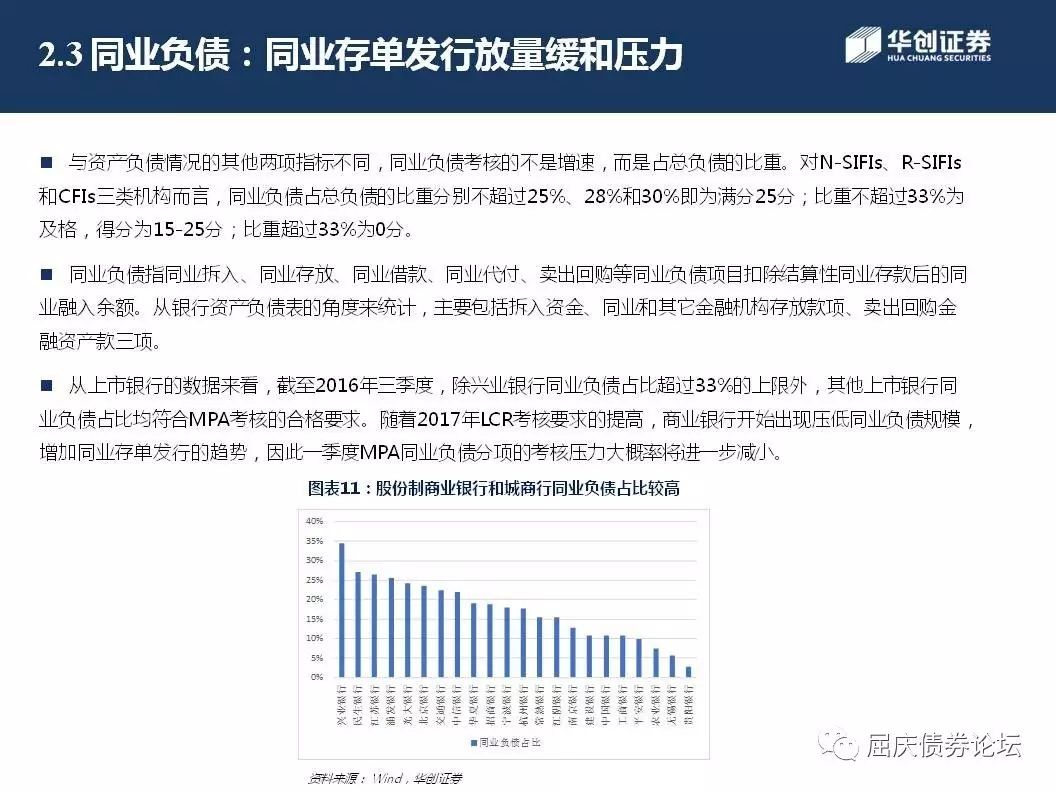 2.3 同业负债：同业存单发行放量缓和压力
华创证券
HUA CHUANG SECURITIES
■ 与资产负债情况的其他两项指标不同，同业负债考核的不是增速，而是占总负债的比重。对N-SIFIs、R-SIFIs
和CFIs三类机构而言，同业负债占总负债的比重分别不超过25%、28%和30%即为满分25分；比重不超过33%为
及格，得分为15-25分；比重超过33%为0分。
■ 同业负债指同业拆入、同业存放、同业借款、同业代付、卖出回购等同业负债项目扣除结算性同业存款后的同
业融入余额。从银行资产负债表的角度来统计，主要包括拆入资金、同业和其它金融机构存放款项、卖出回购金
融资产款三项。
■ 从上市银行的数据来看，截至2016年三季度，除兴业银行同业负债占比超过33%的上限外，其他上市银行同
业负债占比均符合MPA考核的合格要求。随着2017年LCR考核要求的提高，商业银行开始出现压低同业负债规模，
增加同业存单发行的趋势，因此一季度MPA同业负债分项的考核压力大概率将进一步减小。
图表11：股份制商业银行和城商行同业负债占比较高
40%
35%
30%
25%
20%
15%
10%
5%
0%
兴业银行
民生银行
江苏银行
浦发银行
光大银行
北京银行
交通银行
中信银行
华夏银行
招商银行
宁波银行
杭州银行
常熟银行
江阴银行
南京银行
建设银行
中国银行
工商银行
平安银行
农业银行
无锡银行
贵阳银行
■同业负债占比
资料来源：Wind，华创证券
屈庆债券论坛